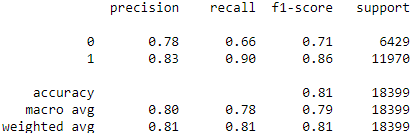 precision recall f1-score support
0 0.78 0.66 0.71 6429
1 0.83 0.90 0.86 11970
accuracy 0.81 18399
macro avg 0.80 0.78 0.79 18399
weighted avg 0.81 0.81 0.81 18399